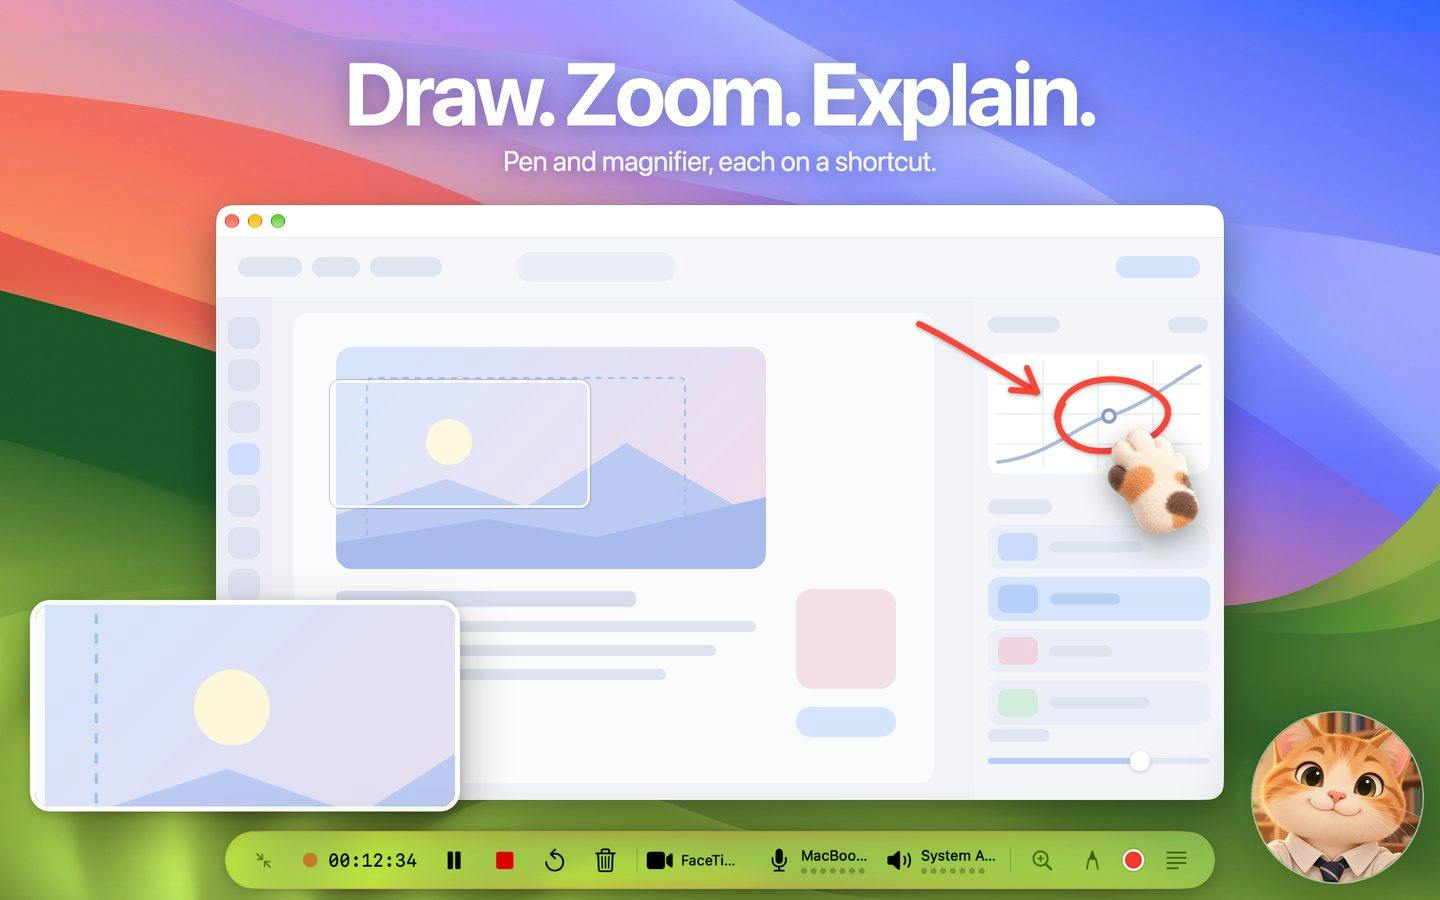 Draw. Zoom. Explain.
Pen and magnifier, each on a shortcut.
00:12:34
FaceTi...
MacBoo...
System A...